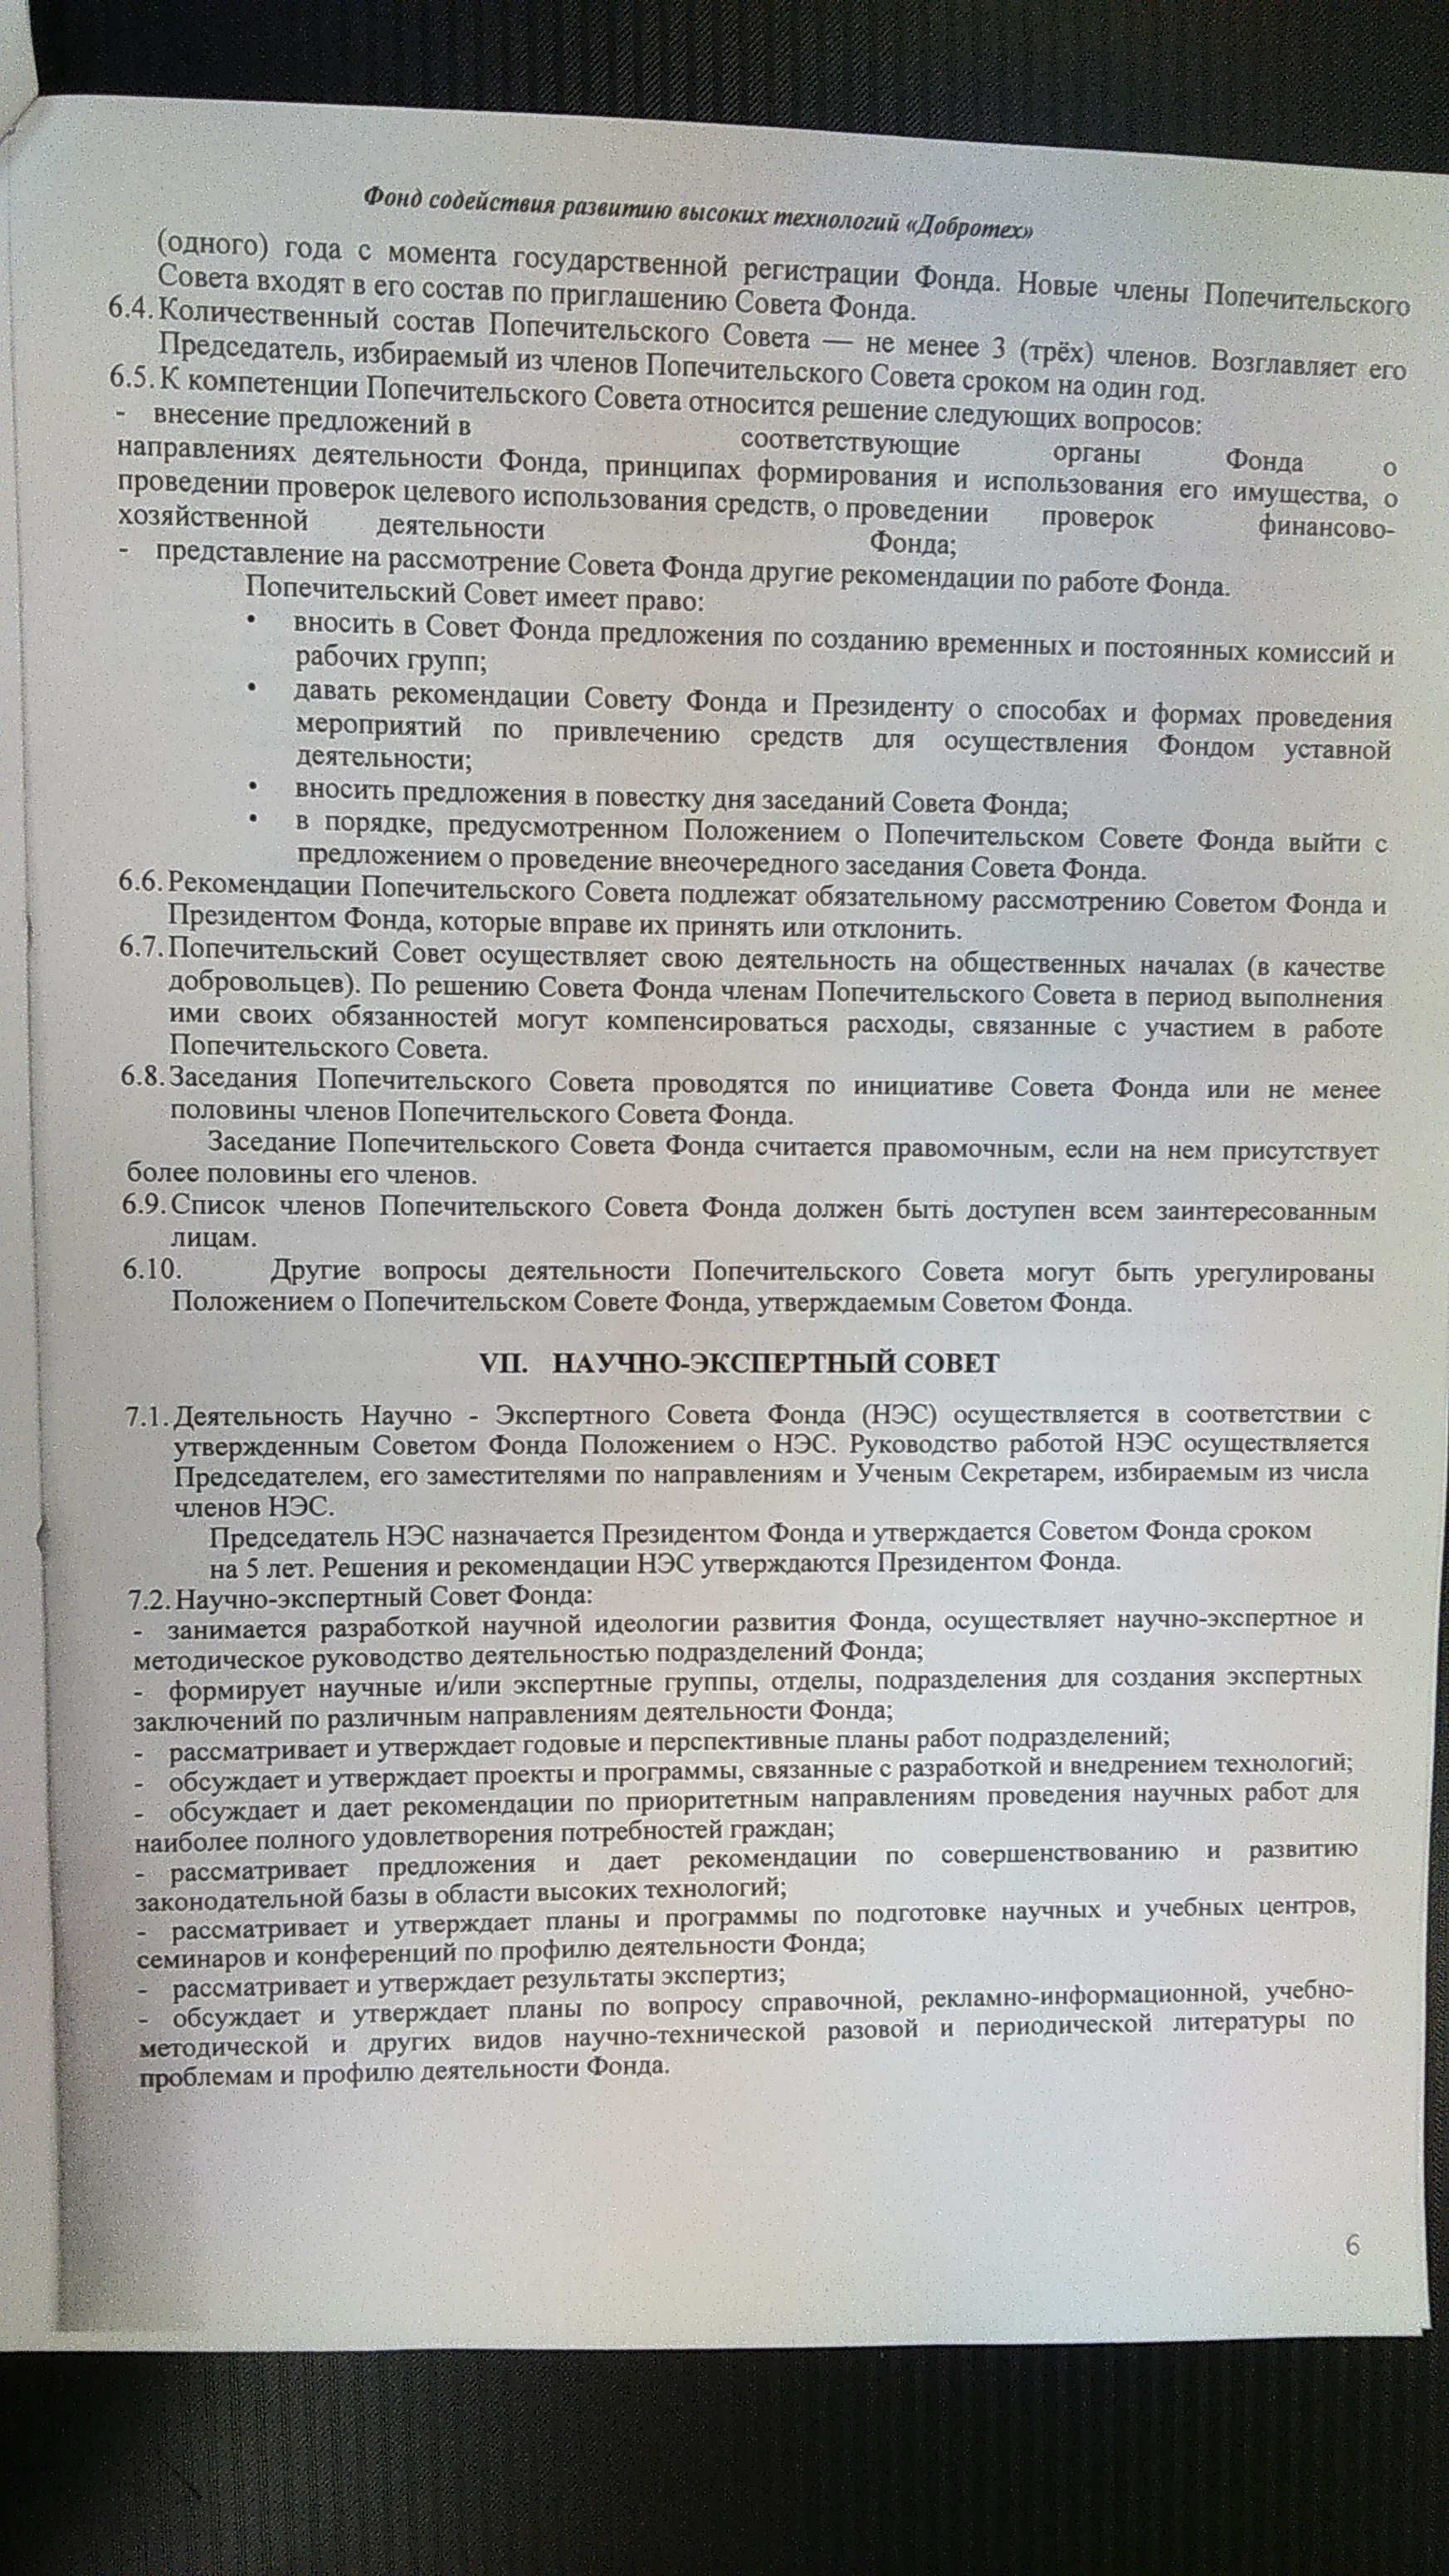 Фонд содействия развитию высоких технологий «Добротех»
(одного) года с момента государственной регистрации Фонда. Новые члены Попечительского
Совета входят в его состав по приглашению Совета Фонда.
6.4. Количественный состав Попечительского Совета — не менее 3 (трёх) членов. Возглавляет его
Председатель, избираемый из членов Попечительского Совета сроком на один год.
6.5. К компетенции Попечительского Совета относится решение следующих вопросов:
- внесение предложений в соответствующие органы Фонда о
направлениях деятельности Фонда, принципах формирования и использования его имущества, о
проведении проверок целевого использования средств, о проведении проверок финансово-
хозяйственной деятельности Фонда;
- представление на рассмотрение Совета Фонда другие рекомендации по работе Фонда.
Попечительский Совет имеет право:
• вносить в Совет Фонда предложения по созданию временных и постоянных комиссий и
рабочих групп;
• давать рекомендации Совету Фонда и Президенту о способах и формах проведения
мероприятий по привлечению средств для осуществления Фондом уставной
деятельности;
• вносить предложения в повестку дня заседаний Совета Фонда;
• в порядке, предусмотренном Положением о Попечительском Совете Фонда выйти с
предложением о проведение внеочередного заседания Совета Фонда.
6.6. Рекомендации Попечительского Совета подлежат обязательному рассмотрению Советом Фонда и
Президентом Фонда, которые вправе их принять или отклонить.
6.7. Попечительский Совет осуществляет свою деятельность на общественных началах (в качестве
добровольцев). По решению Совета Фонда членам Попечительского Совета в период выполнения
ими своих обязанностей могут компенсироваться расходы, связанные с участием в работе
Попечительского Совета.
6.8. Заседания Попечительского Совета проводятся по инициативе Совета Фонда или не менее
половины членов Попечительского Совета Фонда.
Заседание Попечительского Совета Фонда считается правомочным, если на нем присутствует
более половины его членов.
6.9. Список членов Попечительского Совета Фонда должен быть доступен всем заинтересованным
лицам.
6.10. Другие вопросы деятельности Попечительского Совета могут быть урегулированы
Положением о Попечительском Совете Фонда, утверждаемым Советом Фонда.
VII. НАУЧНО-ЭКСПЕРТНЫЙ СОВЕТ
7.1. Деятельность Научно - Экспертного Совета Фонда (НЭС) осуществляется в соответствии с
утвержденным Советом Фонда Положением о НЭС. Руководство работой НЭС осуществляется
Председателем, его заместителями по направлениям и Ученым Секретарем, избираемым из числа
членов НЭС.
Председатель НЭС назначается Президентом Фонда и утверждается Советом Фонда сроком
на 5 лет. Решения и рекомендации НЭС утверждаются Президентом Фонда.
7.2. Научно-экспертный Совет Фонда:
- занимается разработкой научной идеологии развития Фонда, осуществляет научно-экспертное и
методическое руководство деятельностью подразделений Фонда;
- формирует научные и/или экспертные группы, отделы, подразделения для создания экспертных
заключений по различным направлениям деятельности Фонда;
- рассматривает и утверждает годовые и перспективные планы работ подразделений;
- обсуждает и утверждает проекты и программы, связанные с разработкой и внедрением технологий;
- обсуждает и дает рекомендации по приоритетным направлениям проведения научных работ для
наиболее полного удовлетворения потребностей граждан;
- рассматривает предложения и дает рекомендации по совершенствованию и развитию
законодательной базы в области высоких технологий;
- рассматривает и утверждает планы и программы по подготовке научных и учебных центров,
семинаров и конференций по профилю деятельности Фонда;
- рассматривает и утверждает результаты экспертиз;
- обсуждает и утверждает планы по вопросу справочной, рекламно-информационной, учебно-
методической и других видов научно-технической разовой и периодической литературы по
проблемам и профилю деятельности Фонда.
6